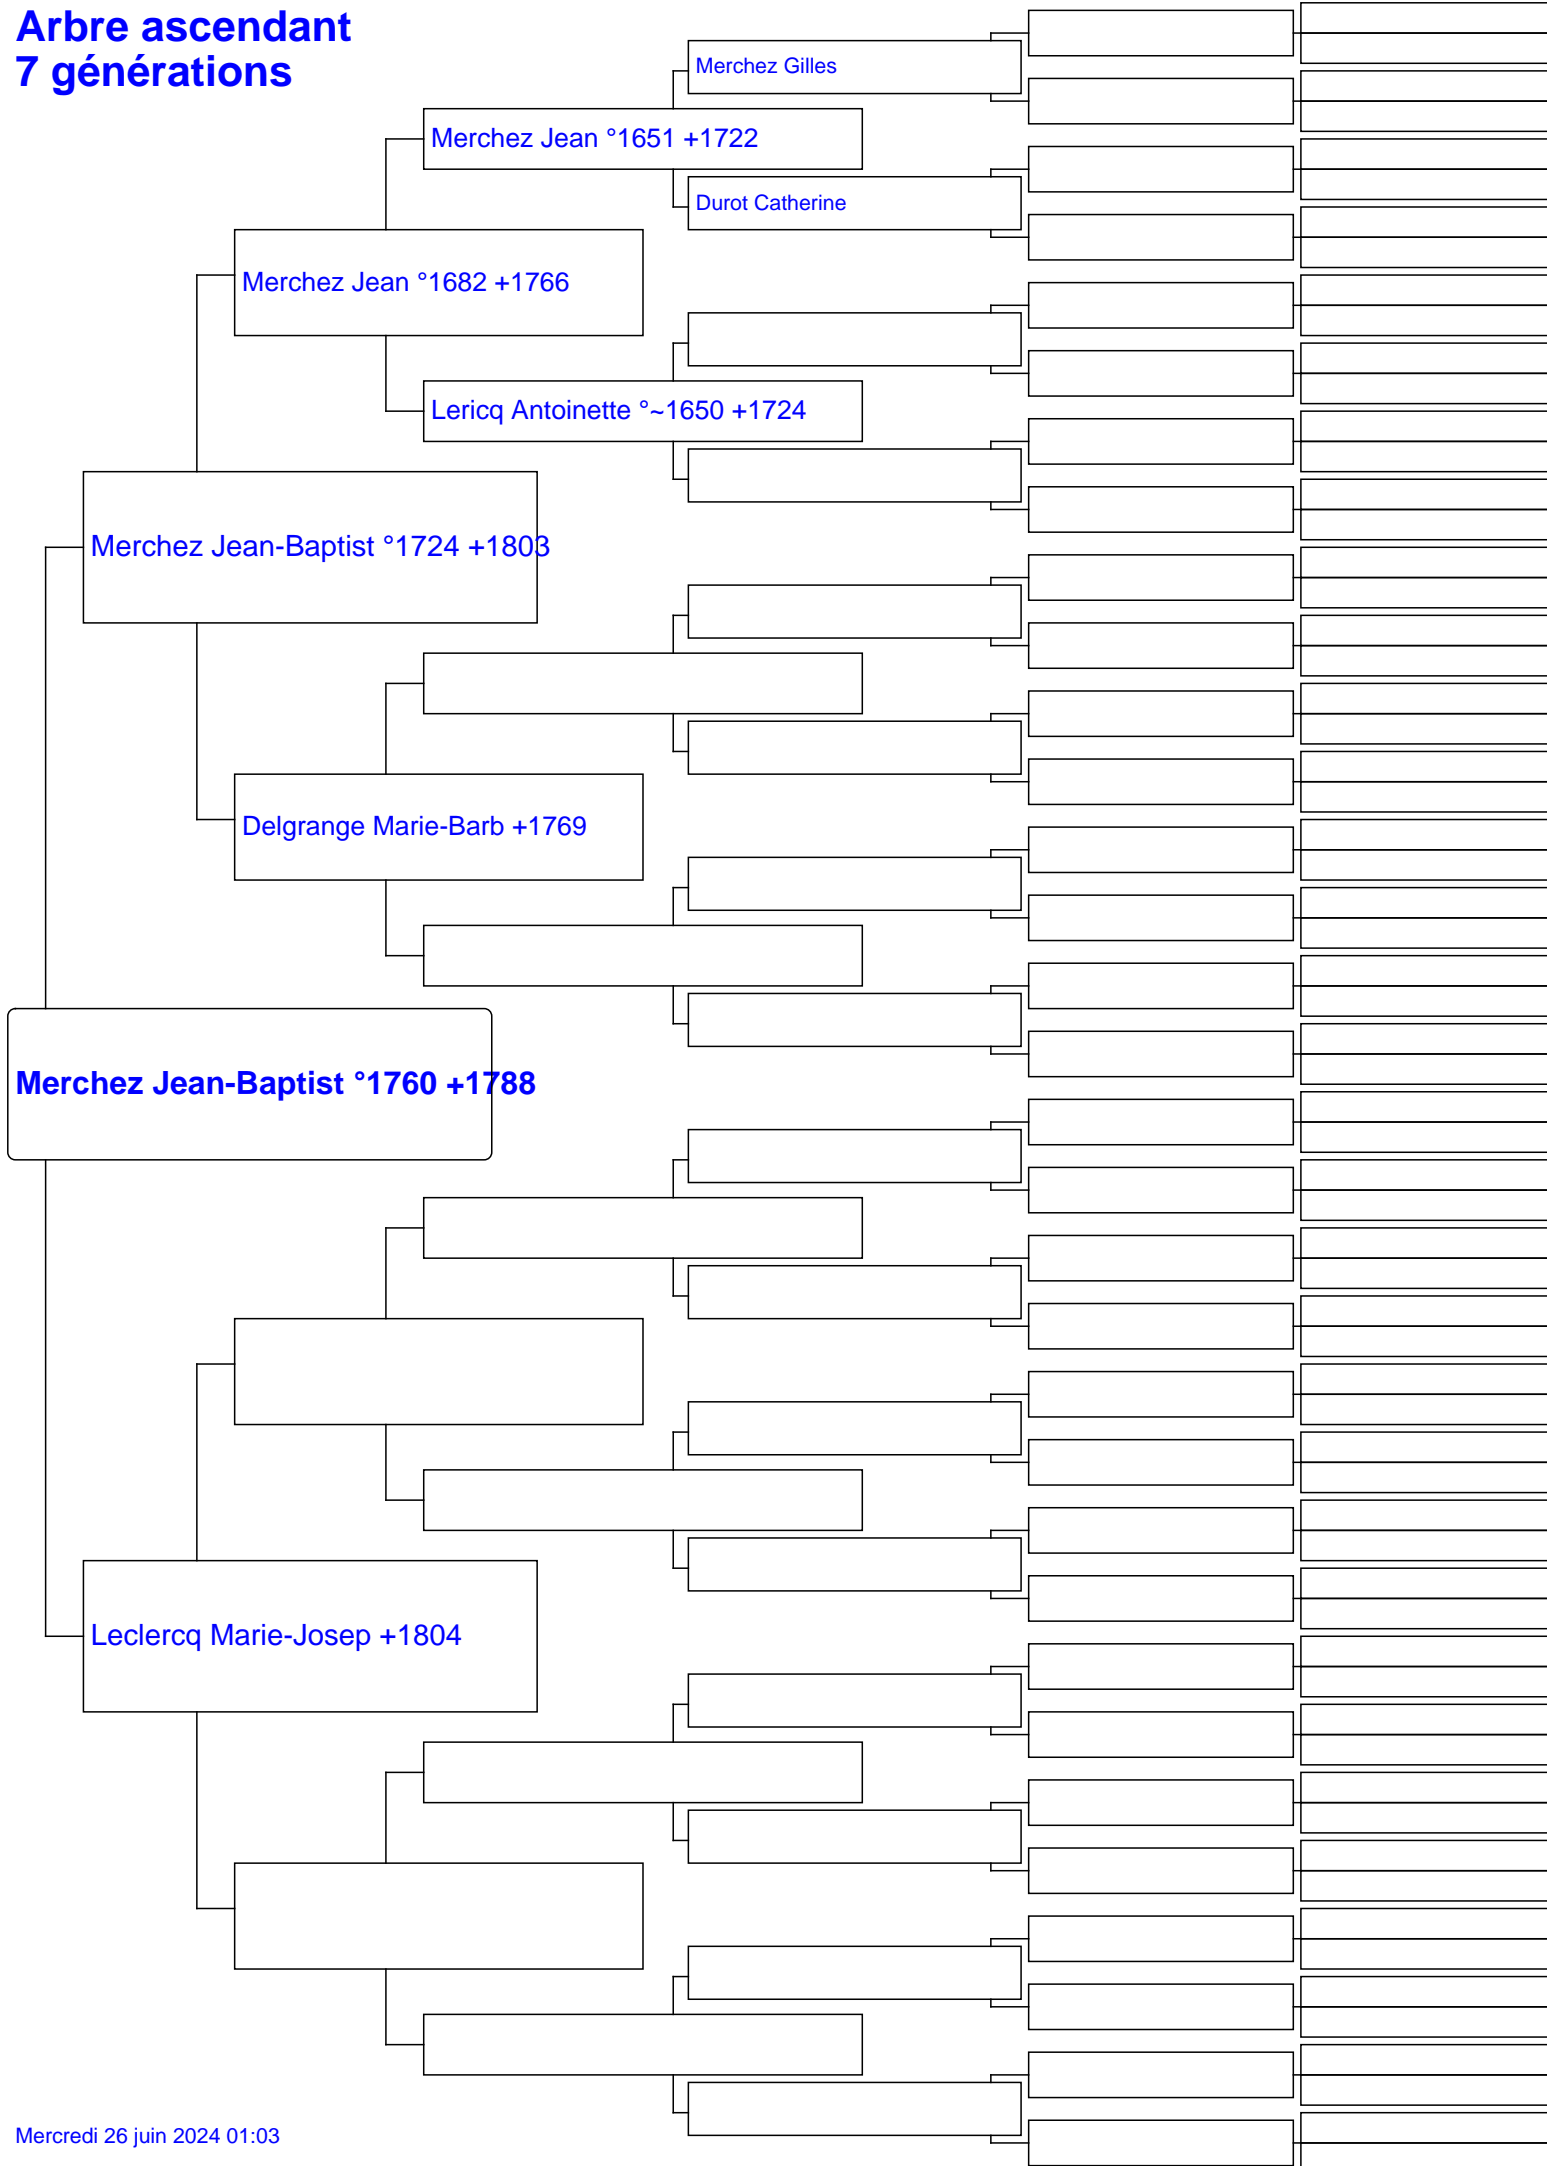 Arbre ascendant
7 générations
Merchez Gilles
Merchez Jean °1651 +1722
Durot Catherine
Merchez Jean °1682 +1766
Lericq Antoinette °~1650 +1724
Merchez Jean-Baptist °1724 +1803
Delgrange Marie-Barb +1769
Merchez Jean-Baptist °1760 +1788
Leclercq Marie-Josep +1804
Mercredi 26 juin 2024 01:03